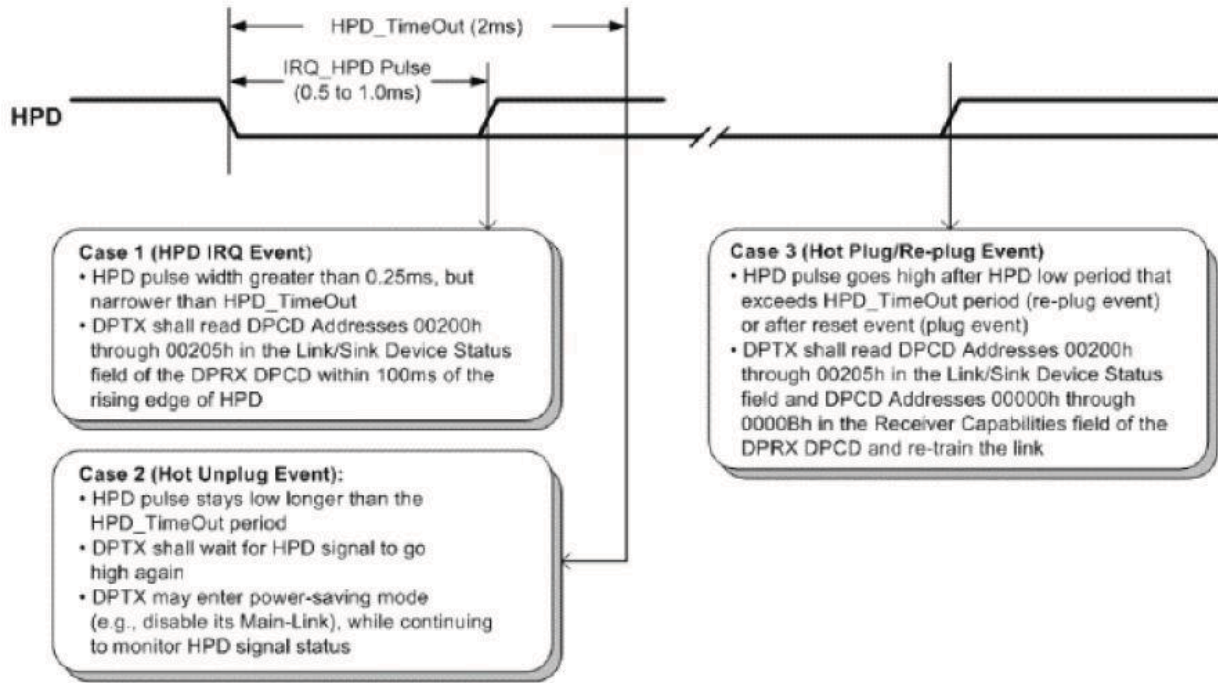 HPD_TimeOut (2ms)
IRQ_HPD Pulse
(0.5 to 1.0ms)
HPD
Case 1 (HPD IRQ Event)
• HPD pulse width greater than 0.25ms, but
narrower than HPD_TimeOut
• DPTX shall read DPCD Addresses 00200h
through 00205h in the Link/Sink Device Status
field of the DPRX DPCD within 100ms of the
rising edge of HPD
Case 2 (Hot Unplug Event):
• HPD pulse stays low longer than the
HPD_TimeOut period
• DPTX shall wait for HPD signal to go
high again
• DPTX may enter power-saving mode
(e.g., disable its Main-Link), while continuing
to monitor HPD signal status
Case 3 (Hot Plug/Re-plug Event)
• HPD pulse goes high after HPD low period that
exceeds HPD_TimeOut period (re-plug event)
or after reset event (plug event)
• DPTX shall read DPCD Addresses 00200h
through 00205h in the Link/Sink Device Status
field and DPCD Addresses 00000h through
0000Bh in the Receiver Capabilities field of the
DPRX DPCD and re-train the link